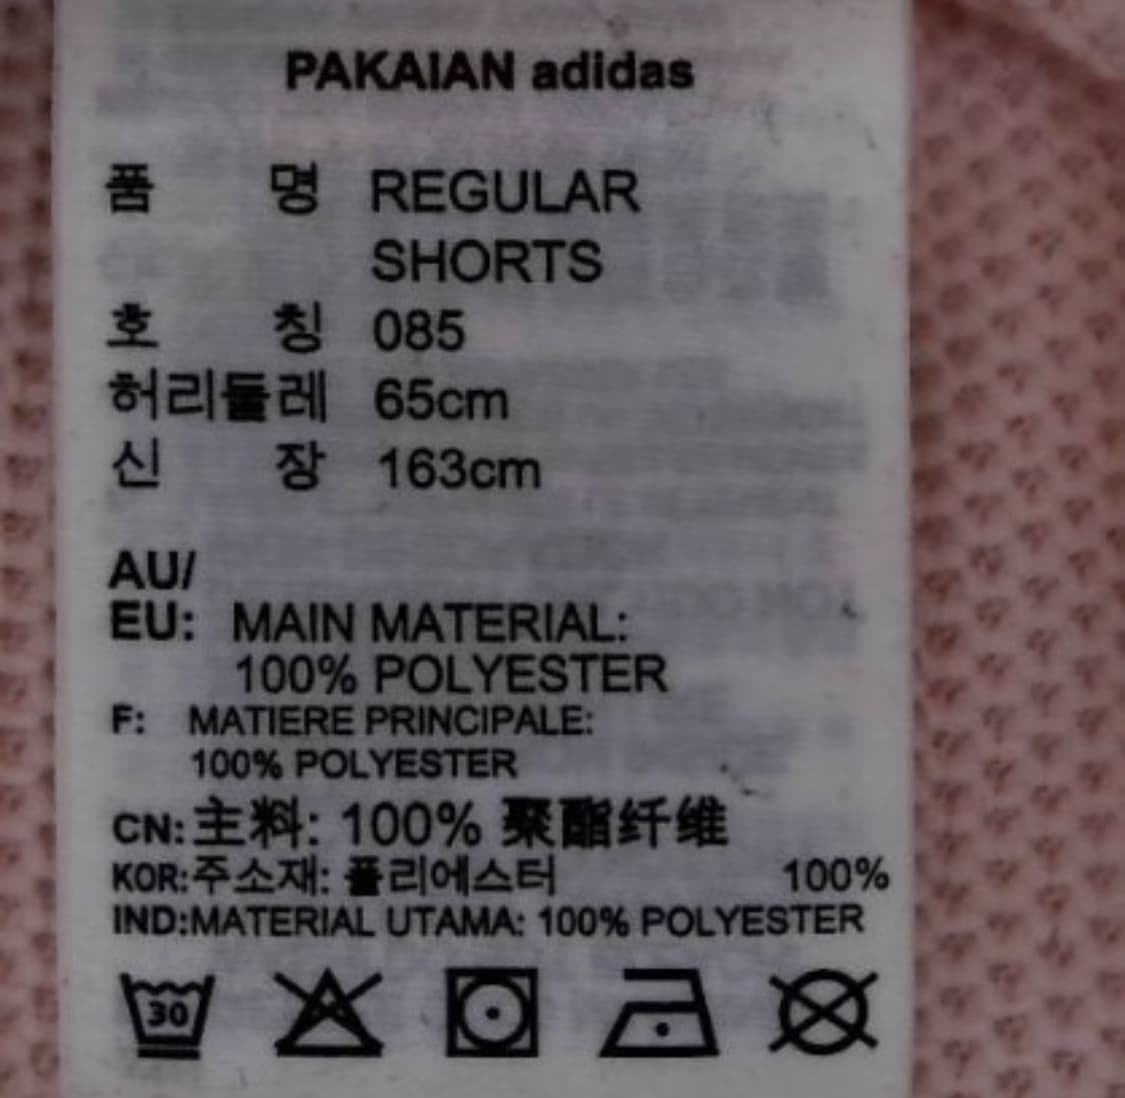 PAKAIAN adidas
품 명 REGULAR
SHORTS
호 칭 085
허리둘레 65cm
신 장 163cm
AU/
EU: MAIN MATERIAL:
100% POLYESTER
F: MATIERE PRINCIPALE:
100% POLYESTER
CN: 主料: 100% 聚酯纤维
KOR:주소재: 폴리에스터 100%
IND:MATERIAL UTAMA: 100% POLYESTER
30